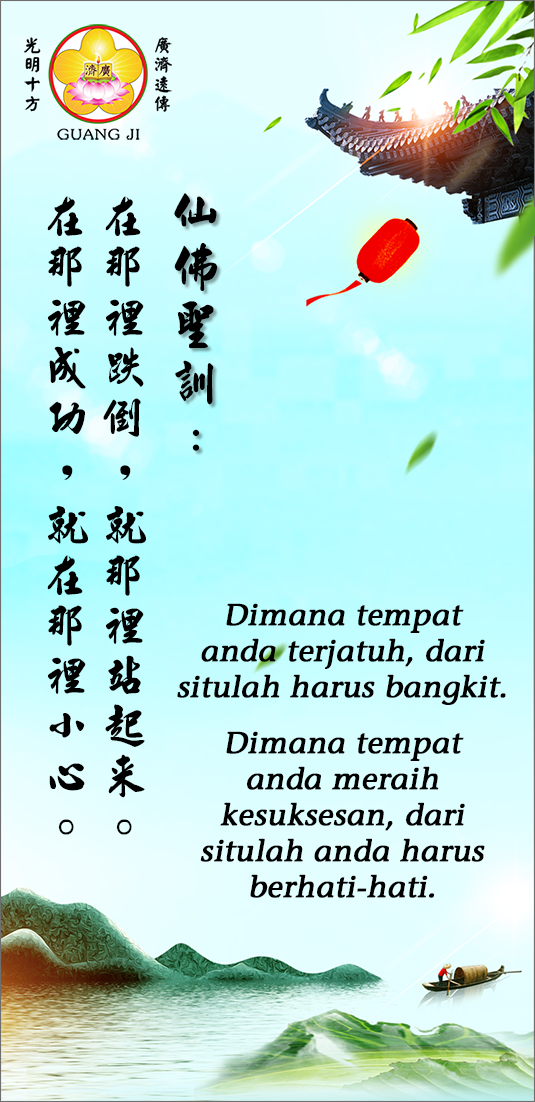 光明十方
廣濟遠傳
廣濟
GUANG JI
仙佛聖訓：
在那裡跌倒，就那裡站起来。
在那裡成功，就在那裡小心。
Dimana tempat
anda terjatuh, dari
situlah harus bangkit.
Dimana tempat
anda meraih
kesuksesan, dari
situlah anda harus
berhati-hati.